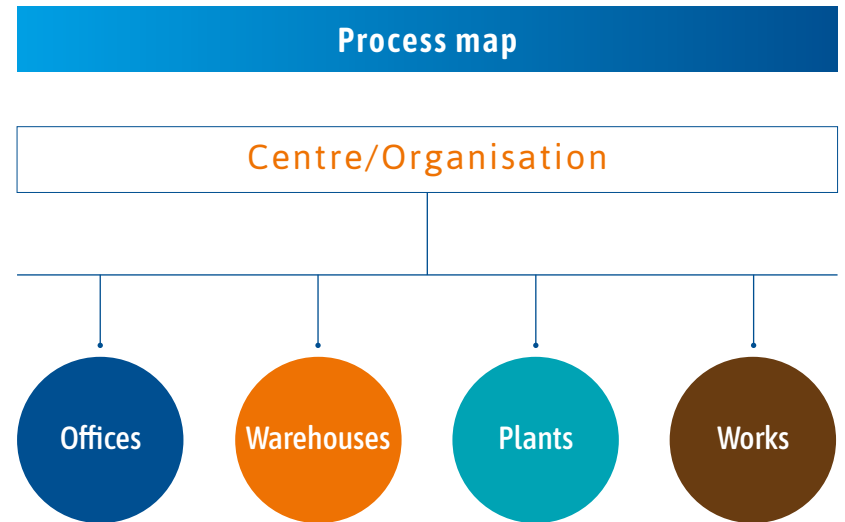 Process map
Centre/Organisation
Offices
Warehouses
Plants
Works